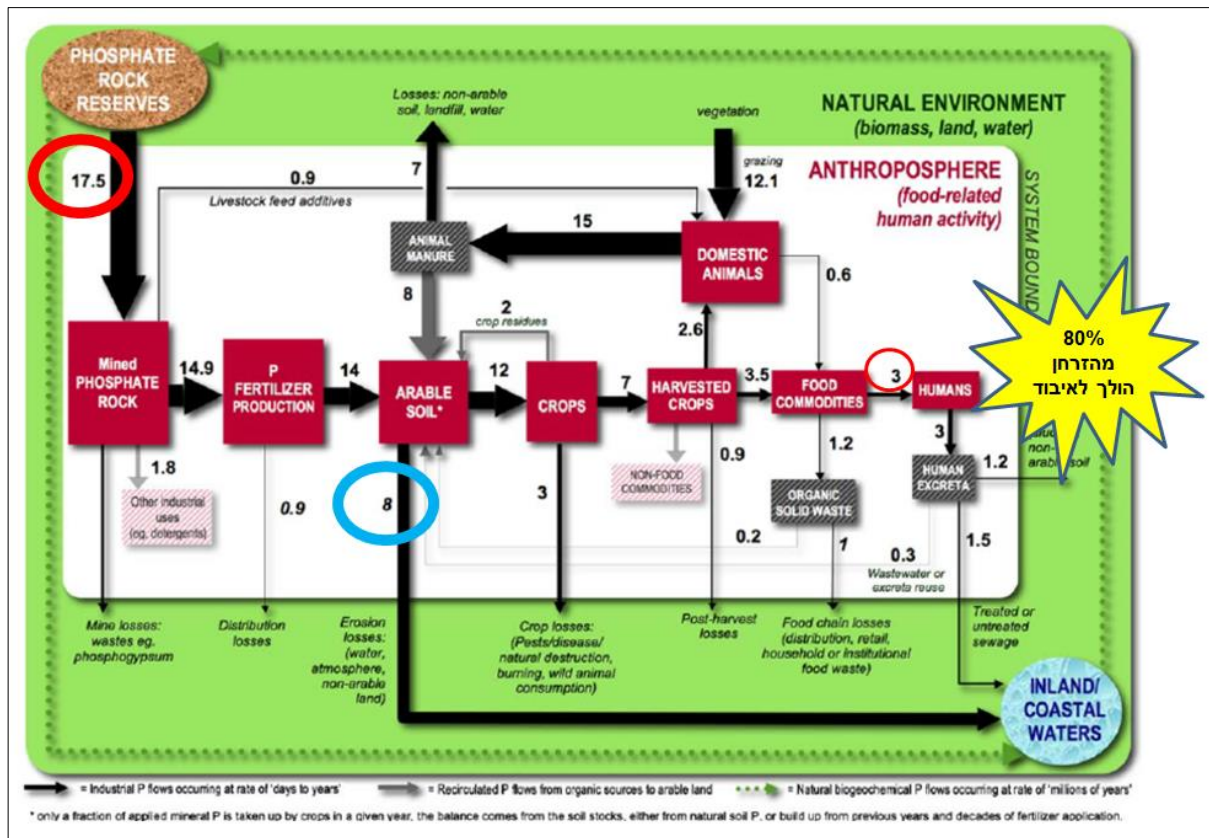 PHOSPHATE
ROCK
RESERVES
Losses: non-arable
soil, landfill, water
vegetation
NATURAL ENVIRONMENT
(biomass, land, water)
17.5
0.9
Livestock feed additives
7
grazing
12.1
ANTHROPOSPHERE
(food-related
human activity)
SYSTEM BOUND
ANIMAL
MANURE
15
DOMESTIC
ANIMALS
8
0.6
2
crop residues
2.6
80%
מהזרחן
הולך לאיבוד
Mined
PHOSPHATE
ROCK
14.9
P
FERTILIZER
PRODUCTION
14
ARABLE
SOIL*
12
CROPS
7
HARVESTED
CROPS
3.5
FOOD
COMMODITIES
3
HUMANS
1.8
Other industrial
uses
(eg. detergents)
0.9
8
3
NON-FOOD
COMMODITIES
0.9
1.2
ORGANIC
SOLID WASTE
3
HUMAN
EXCRETA
1.2
non-
arable soil
0.2
1
0.3
Wastewater or
excreta reuse
1.5
Mine losses:
wastes eg.
phosphogypsum
Distribution
losses
Erosion
losses:
(water,
atmosphere,
non-arable
land)
Crop losses:
(Pests/disease/
natural destruction,
burning, wild animal
consumption)
Post-harvest
losses
Food chain losses
(distribution, retail,
household or institutional
food waste)
Treated or
untreated
sewage
INLAND/
COASTAL
WATERS
= Industrial P flows occurring at rate of 'days to years'
= Recirculated P flows from organic sources to arable land
= Natural biogeochemical P flows occurring at rate of 'millions of years'
* only a fraction of applied mineral P is taken up by crops in a given year, the balance comes from the soil stocks, either from natural soil P, or build up from previous years and decades of fertilizer application.